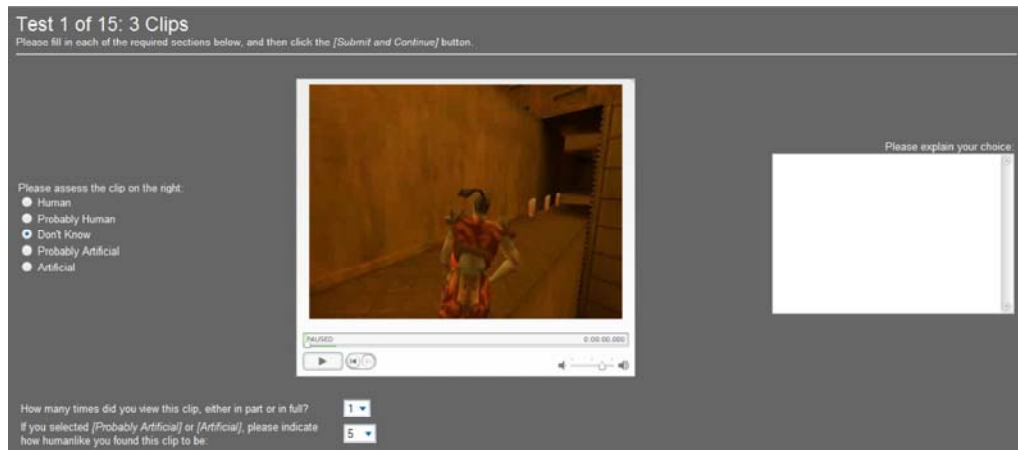 Test 1 of 15: 3 Clips
Please fill in each of the required sections below, and then click the [Submit and Continue] button.
Please explain your choice:
Please assess the clip on the right:
Human
Probably Human
Don't Know
Probably Artificial
Artificial
PAUSED 0:00:00.000
How many times did you view this clip, either in part or in full? 1
If you selected [Probably Artificial] or [Artificial], please indicate
how humanlike you found this clip to be: 5